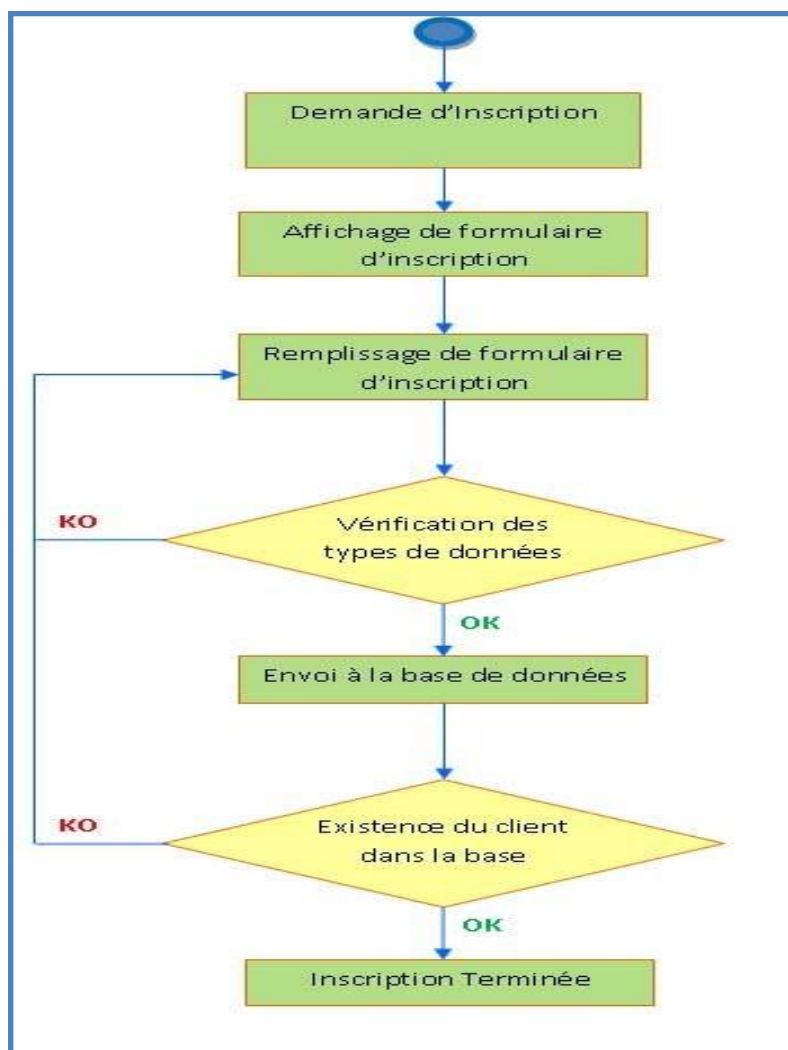 Demande d'Inscription
Affichage de formulaire
d'inscription
Remplissage de formulaire
d'inscription
KO
Vérification des
types de données
OK
Envoi à la base de données
KO
Existence du client
dans la base
OK
Inscription Terminée